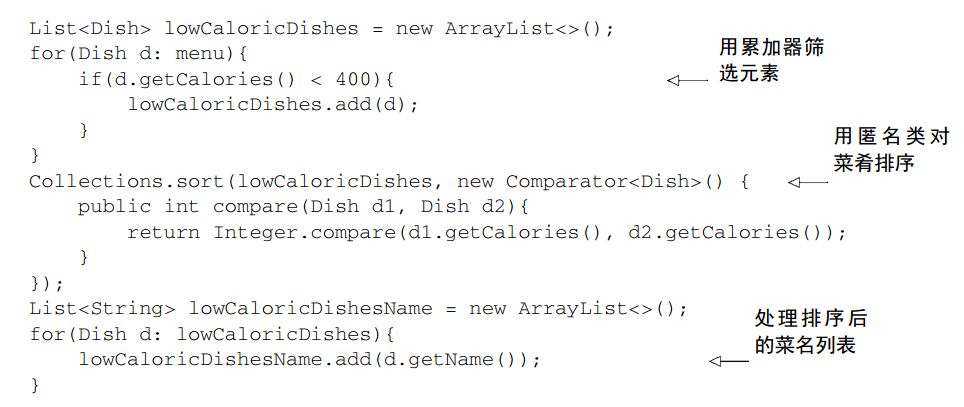 List<Dish> lowCaloricDishes = new ArrayList<>();
for(Dish d: menu){
    if(d.getCalories() < 400){
        lowCaloricDishes.add(d);
    }
}
用累加器筛
选元素
Collections.sort(lowCaloricDishes, new Comparator<Dish>() {
    public int compare(Dish d1, Dish d2){
        return Integer.compare(d1.getCalories(), d2.getCalories());
    }
});
用匿名类对
菜肴排序
List<String> lowCaloricDishesName = new ArrayList<>();
for(Dish d: lowCaloricDishes){
    lowCaloricDishesName.add(d.getName());
}
处理排序后
的菜名列表